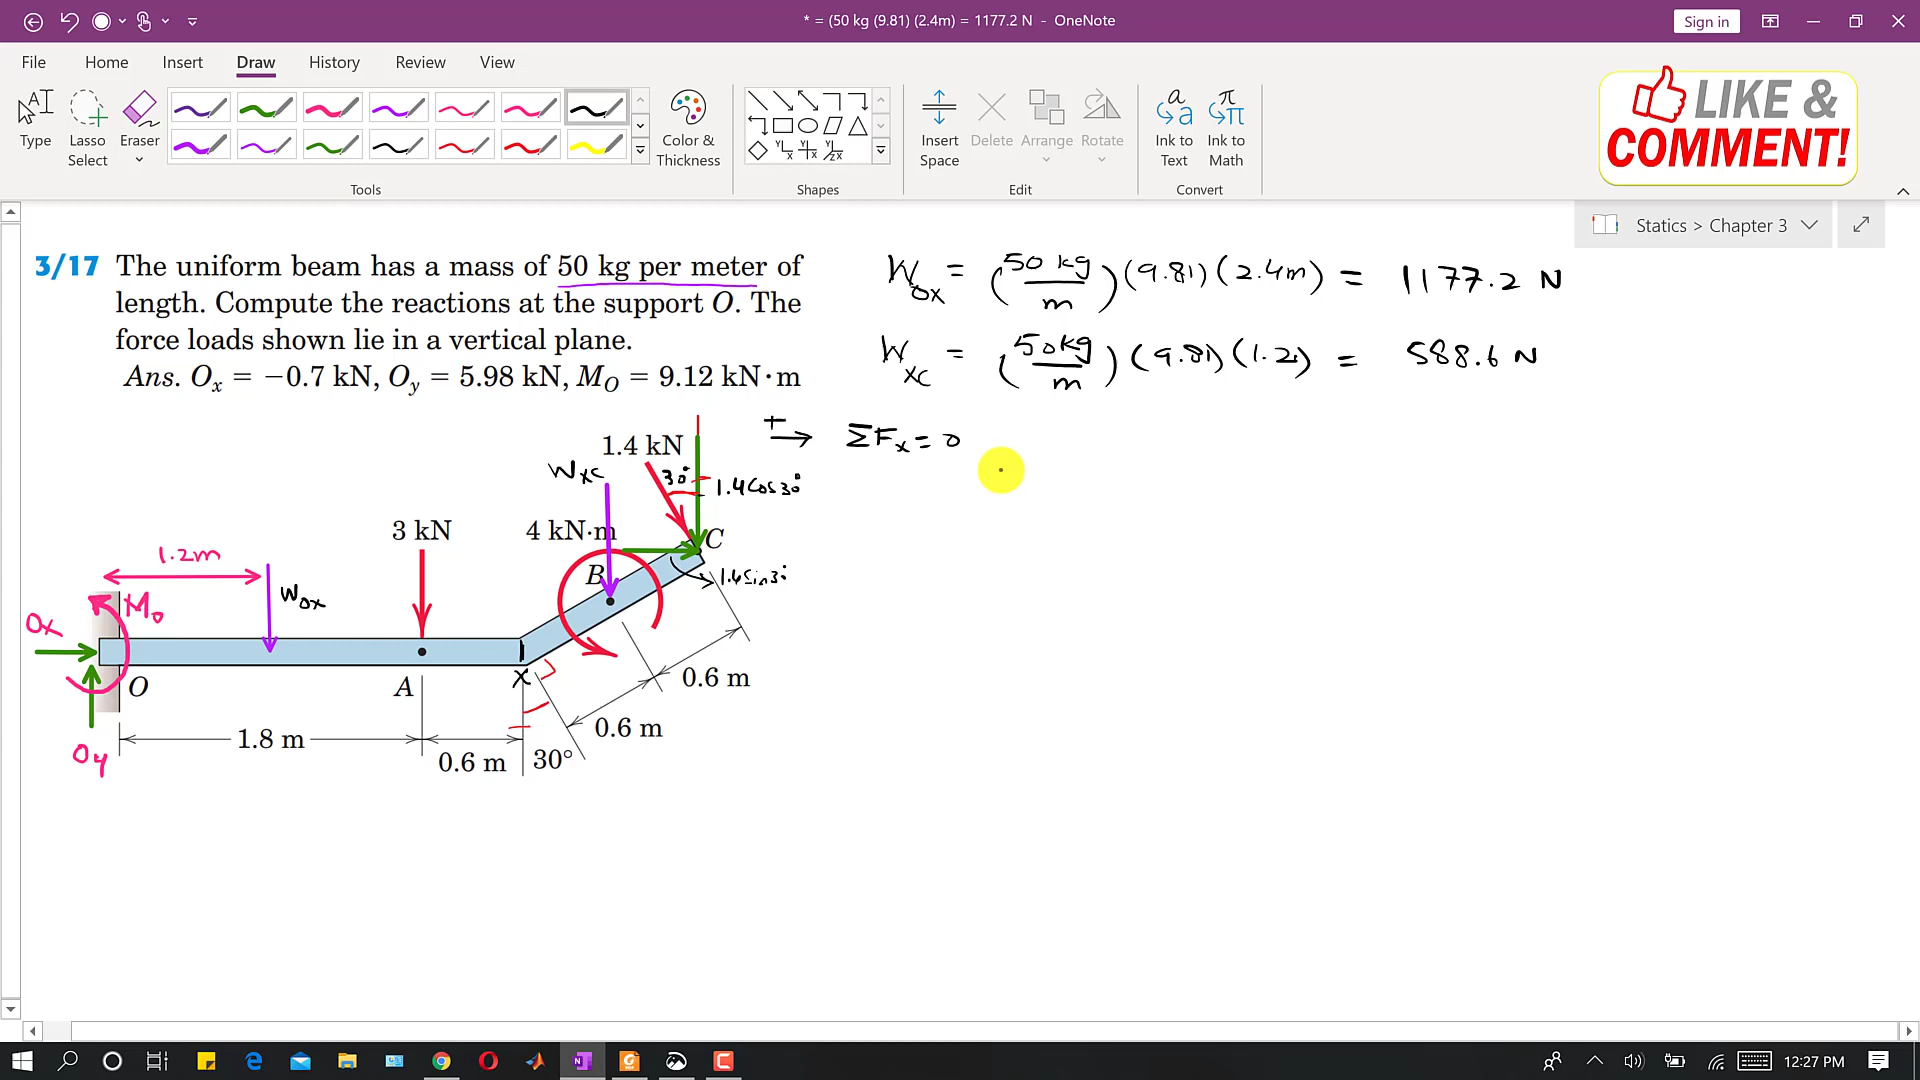 * = (50 kg (9.81) (2.4m) = 1177.2 N - OneNote
Sign in
File Home Insert Draw History Review View
Type
Lasso Select
Eraser
Color & Thickness
Insert Space
Delete
Arrange
Rotate
Ink to Text
Ink to Math
Tools
Shapes
Edit
Convert
LIKE &
COMMENT!
Statics > Chapter 3
3/17 The uniform beam has a mass of 50 kg per meter of
length. Compute the reactions at the support O. The
force loads shown lie in a vertical plane.
Ans. Ox = −0.7 kN, Oy = 5.98 kN, MO = 9.12 kN·m
WOX = (50 kg/m)(9.81)(2.4m) = 1177.2 N
WXC = (50kg/m)(9.81)(1.2) = 588.6 N
+→ ΣFx = 0
1.4 kN
WXC
30°
1.4Cos30°
3 kN
4 kN·m
C
1.2m
B
1.4Sin30°
WOX
Mo
Ox
O
A
X
0.6 m
0.6 m
1.8 m
0.6 m
30°
Oy
12:27 PM